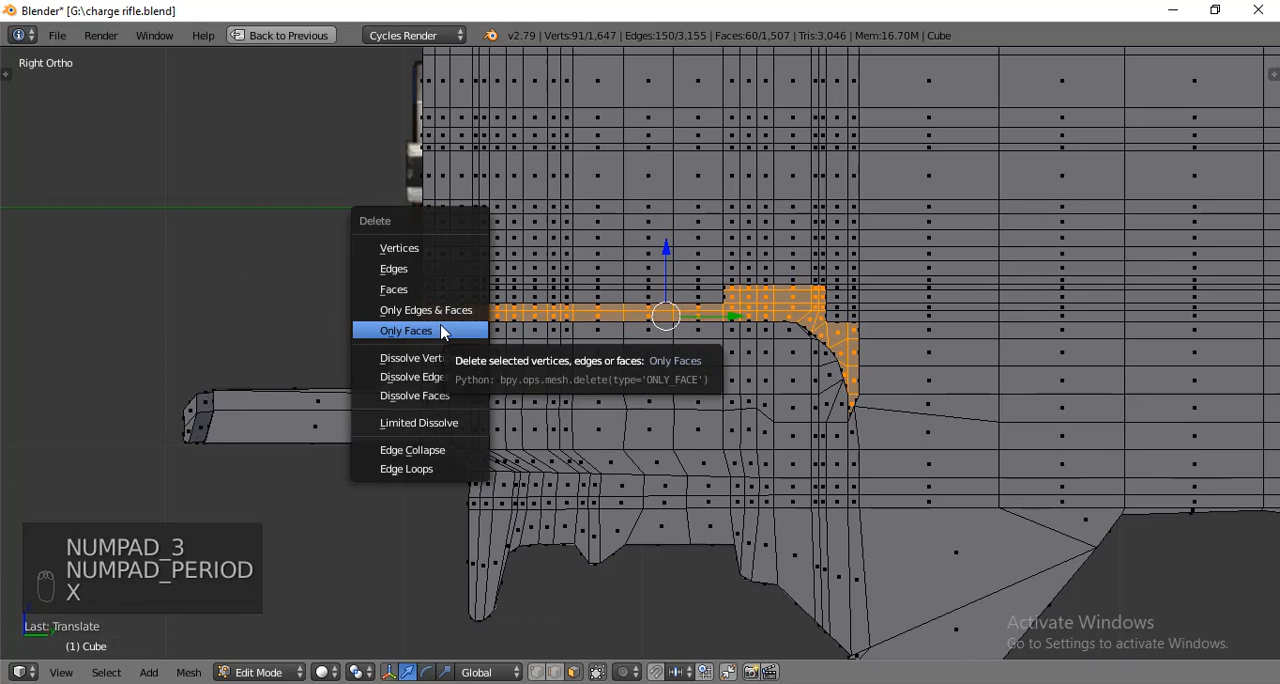 Blender* [G:\charge rifle.blend]
File Render Window Help Back to Previous Cycles Render v2.79 | Verts:91/1,647 | Edges:150/3,155 | Faces:60/1,507 | Tris:3,046 | Mem:16.70M | Cube
Right Ortho
Delete
Vertices
Edges
Faces
Only Edges & Faces
Only Faces
Dissolve Verti
Delete selected vertices, edges or faces: Only Faces
Dissolve Edge
Python: bpy.ops.mesh.delete(type='ONLY_FACE')
Dissolve Faces
Limited Dissolve
Edge Collapse
Edge Loops
NUMPAD_3
NUMPAD_PERIOD
X
Last: Translate
(1) Cube
Activate Windows
Go to Settings to activate Windows.
View Select Add Mesh Edit Mode Global